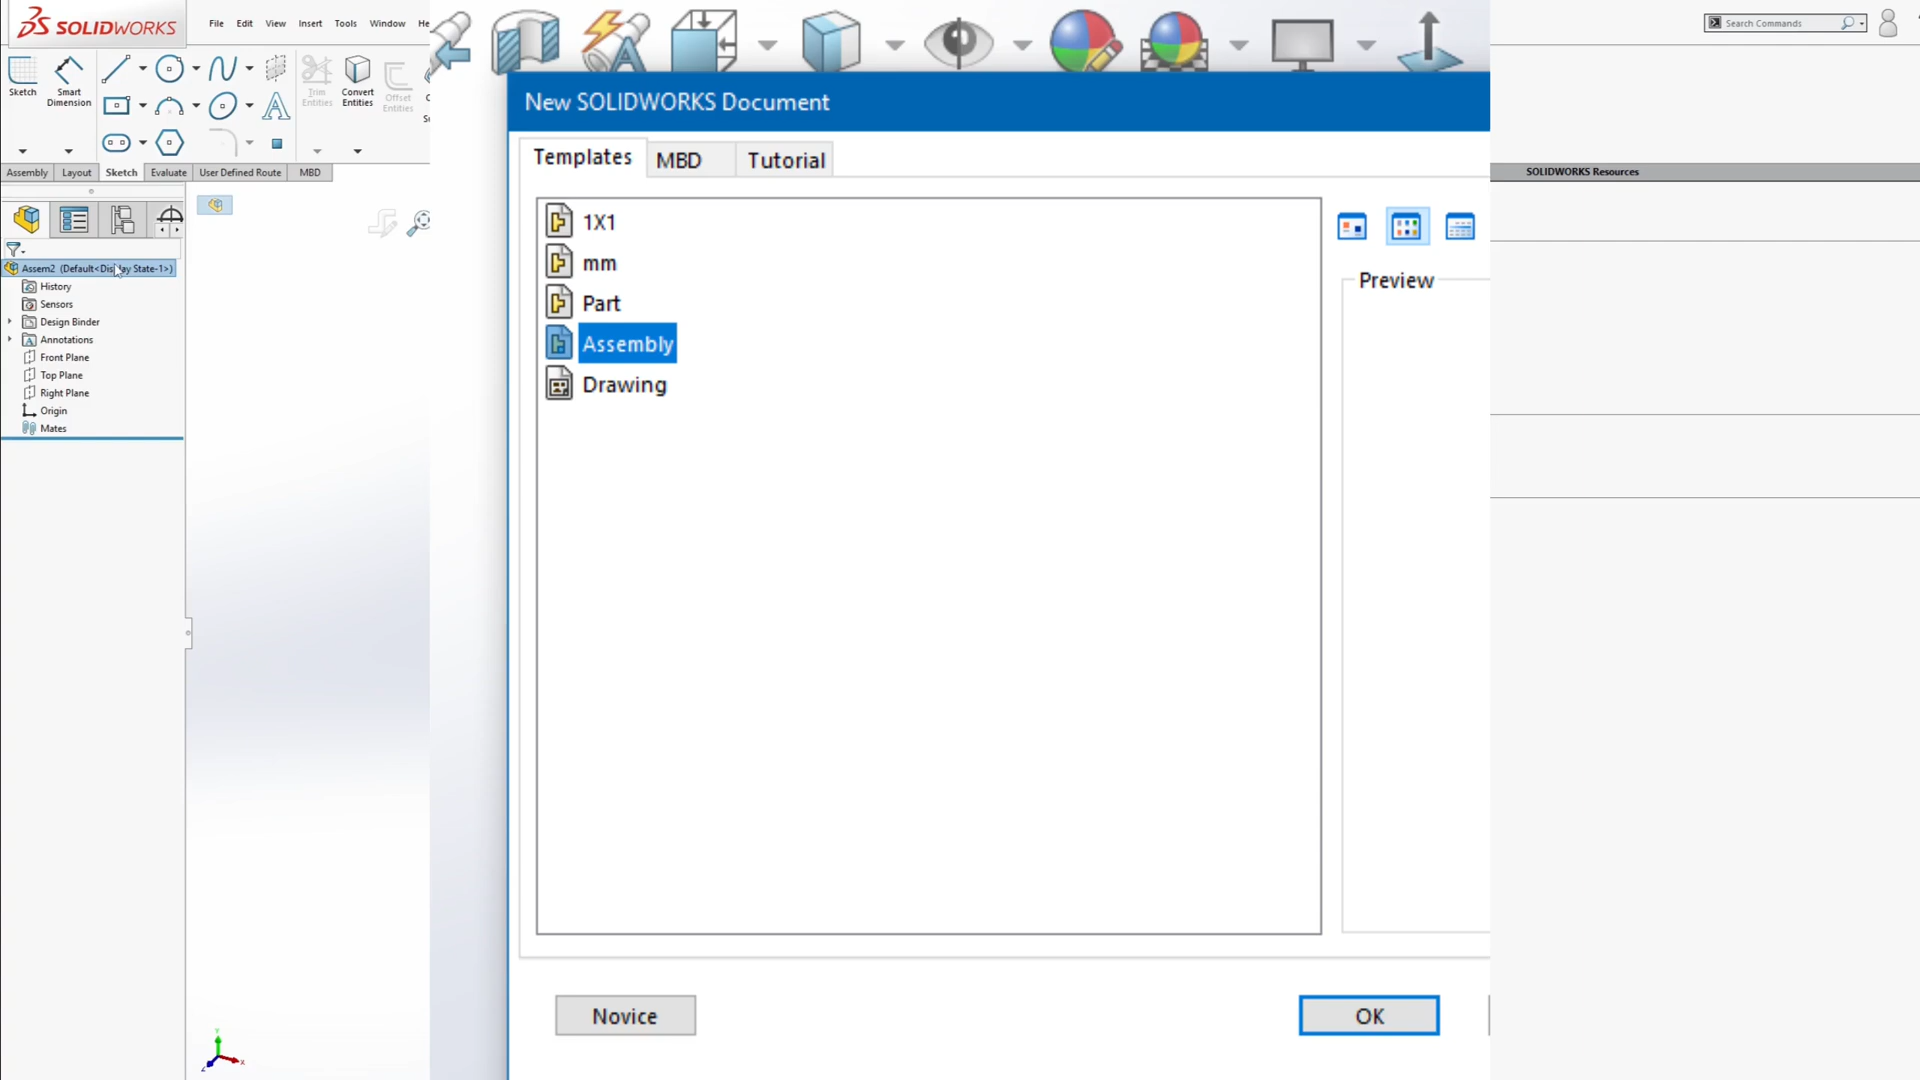 SOLIDWORKS
File Edit View Insert Tools Window He
Search Commands
Sketch
Smart Dimension
Trim Entities
Convert Entities
Offset Entities
Assembly Layout Sketch Evaluate User Defined Route MBD
SOLIDWORKS Resources
Assem2 (Default<Display State-1>)
History
Sensors
Design Binder
Annotations
Front Plane
Top Plane
Right Plane
Origin
Mates
New SOLIDWORKS Document
Templates MBD Tutorial
1X1
mm
Part
Assembly
Drawing
Preview
Novice
OK
Y
X
Z